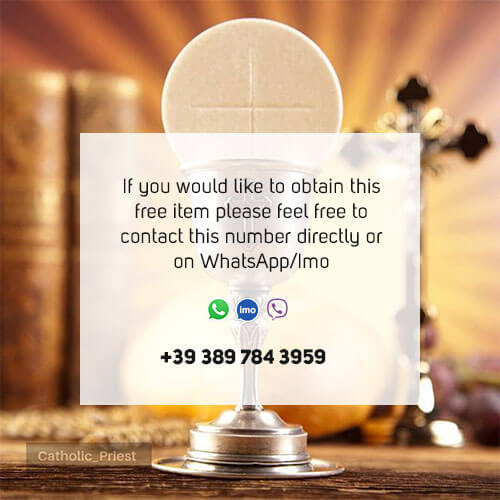 If you would like to obtain this
free item please feel free to
contact this number directly or
on WhatsApp/Imo
imo
+39 389 784 3959
Catholic_Priest